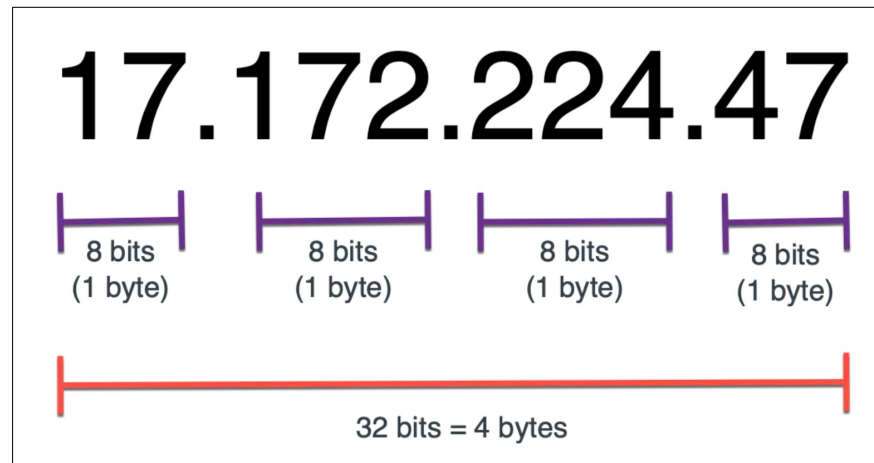 17.172.224.47
8 bits 8 bits 8 bits 8 bits
(1 byte) (1 byte) (1 byte) (1 byte)
32 bits = 4 bytes